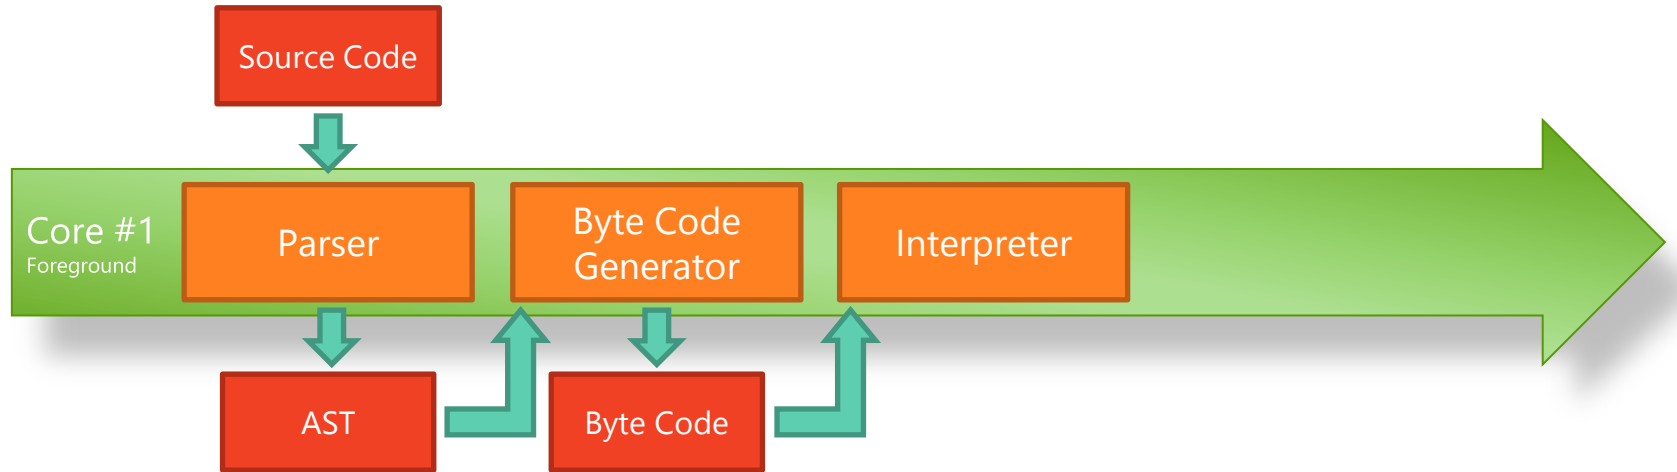 Source Code
Core #1
Foreground
Parser
Byte Code
Generator
Interpreter
AST
Byte Code